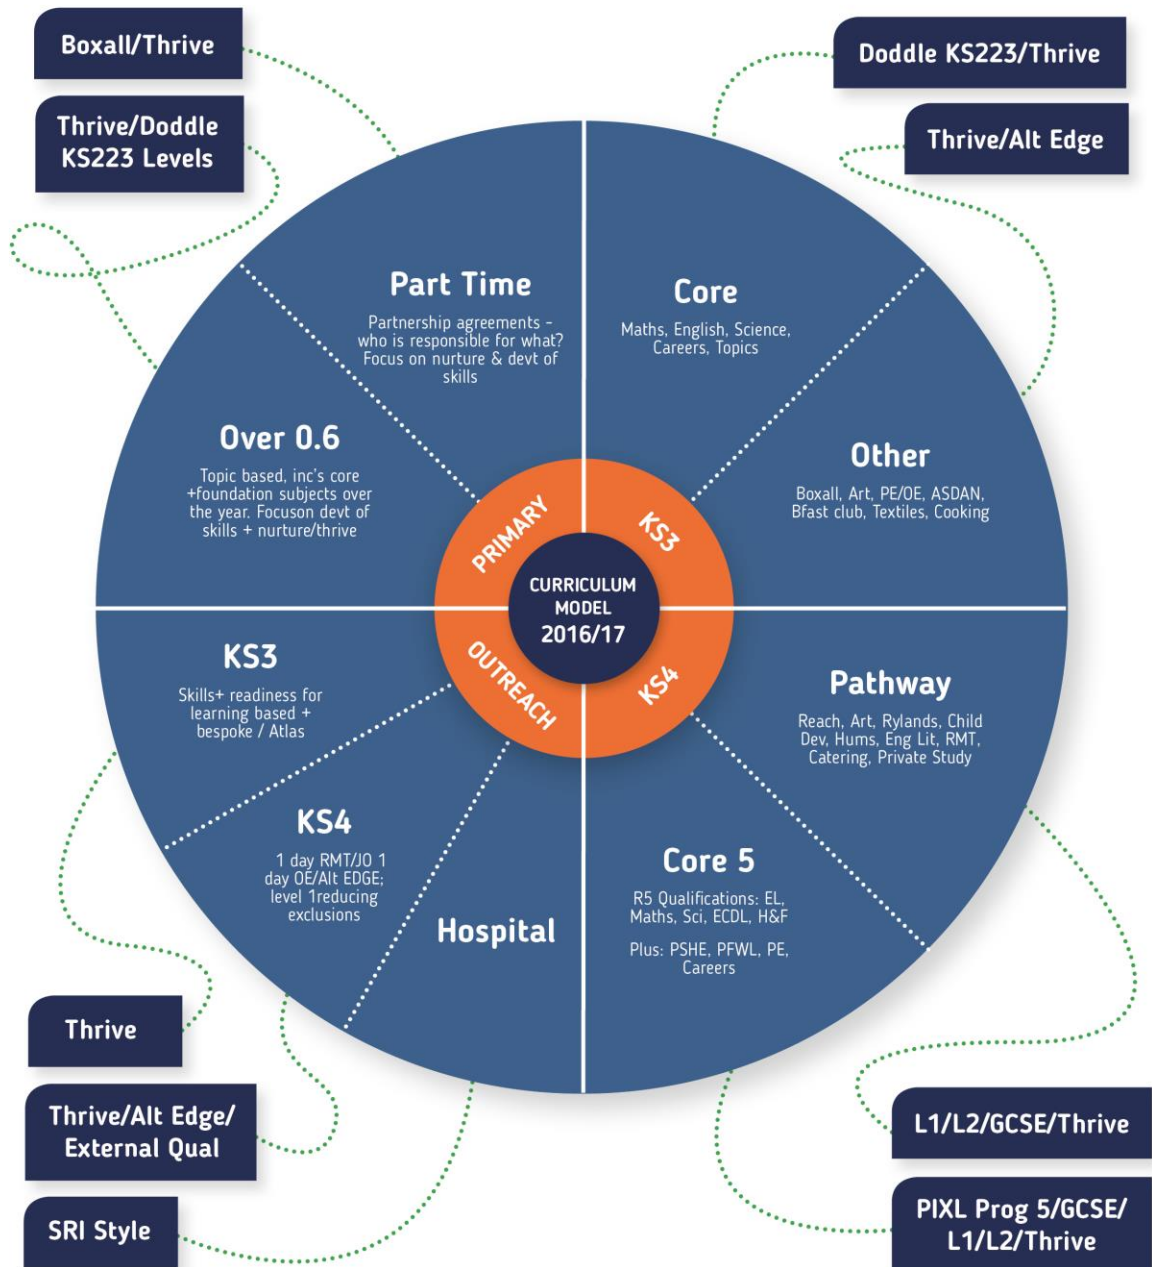 Boxall/Thrive
Thrive/Doddle
KS223 Levels
Doddle KS223/Thrive
Thrive/Alt Edge
Part Time
Partnership agreements -
who is responsible for what?
Focus on nurture & devt of
skills
Core
Maths, English, Science,
Careers, Topics
Over 0.6
Topic based, inc's core
+foundation subjects over
the year. Focuson devt of
skills + nurture/thrive
Other
Boxall, Art, PE/OE, ASDAN,
Bfast club, Textiles, Cooking
PRIMARY
KS3
CURRICULUM
MODEL
2016/17
OUTREACH
KS4
KS3
Skills+ readiness for
learning based +
bespoke / Atlas
Pathway
Reach, Art, Rylands, Child
Dev, Hums, Eng Lit, RMT,
Catering, Private Study
KS4
1 day RMT/JO 1
day OE/Alt EDGE;
level 1reducing
exclusions
Hospital
Core 5
R5 Qualifications: EL,
Maths, Sci, ECDL, H&F
Plus: PSHE, PFWL, PE,
Careers
Thrive
Thrive/Alt Edge/
External Qual
SRI Style
L1/L2/GCSE/Thrive
PIXL Prog 5/GCSE/
L1/L2/Thrive